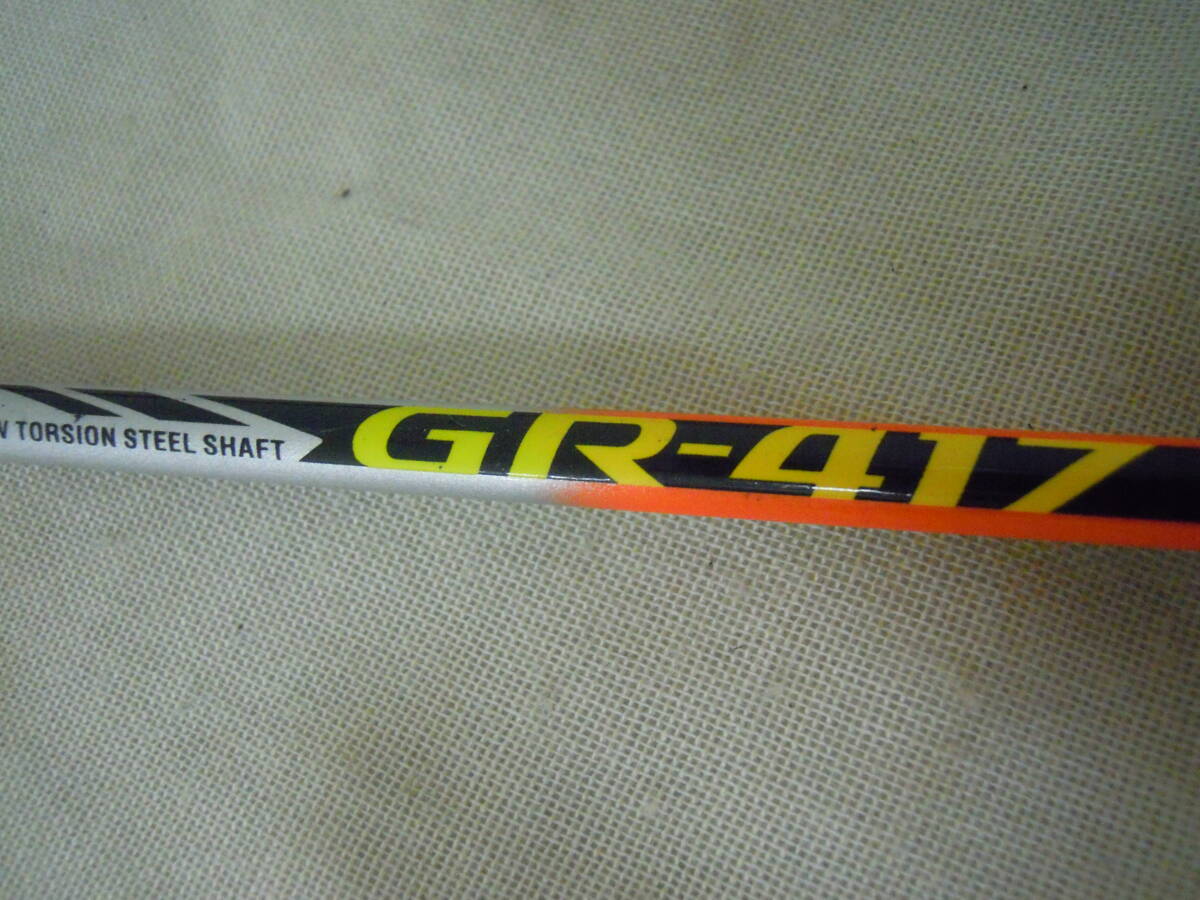 TORSION STEEL SHAFT
GR-417